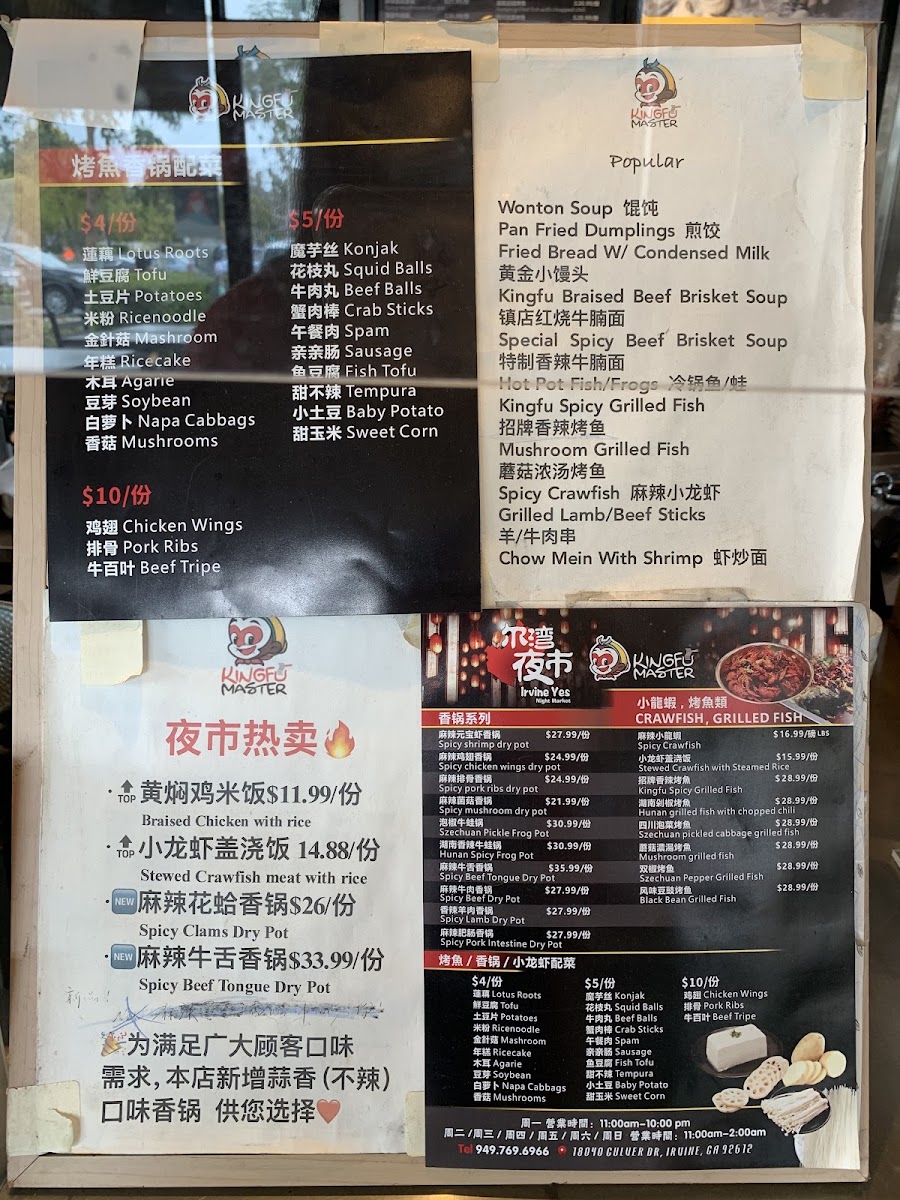 KINGFU
MASTER
烤魚香锅配菜
$4/份
蓮藕 Lotus Roots
鮮豆腐 Tofu
土豆片 Potatoes
米粉 Ricenoodle
金針菇 Mashroom
年糕 Ricecake
木耳 Agarie
豆芽 Soybean
白萝卜 Napa Cabbags
香菇 Mushrooms
$5/份
魔芋丝 Konjak
花枝丸 Squid Balls
牛肉丸 Beef Balls
蟹肉棒 Crab Sticks
午餐肉 Spam
亲亲肠 Sausage
鱼豆腐 Fish Tofu
甜不辣 Tempura
小土豆 Baby Potato
甜玉米 Sweet Corn
$10/份
鸡翅 Chicken Wings
排骨 Pork Ribs
牛百叶 Beef Tripe
KINGFU
MASTER
Popular
Wonton Soup 馄饨
Pan Fried Dumplings 煎饺
Fried Bread W/ Condensed Milk
黄金小馒头
Kingfu Braised Beef Brisket Soup
镇店红烧牛腩面
Special Spicy Beef Brisket Soup
特制香辣牛腩面
Hot Pot Fish/Frogs 冷锅鱼/蛙
Kingfu Spicy Grilled Fish
招牌香辣烤鱼
Mushroom Grilled Fish
蘑菇浓汤烤鱼
Spicy Crawfish 麻辣小龙虾
Grilled Lamb/Beef Sticks
羊/牛肉串
Chow Mein With Shrimp 虾炒面
KINGFU
MASTER
夜市热卖
TOP 黄焖鸡米饭$11.99/份
Braised Chicken with rice
TOP 小龙虾盖浇饭 14.88/份
Stewed Crawfish meat with rice
NEW 麻辣花蛤香锅$26/份
Spicy Clams Dry Pot
NEW 麻辣牛舌香锅$33.99/份
Spicy Beef Tongue Dry Pot
为满足广大顾客口味
需求,本店新增蒜香(不辣)
口味香锅 供您选择
尔湾
夜市
Irvine Yes
Night Market
KINGFU
MASTER
香锅系列
麻辣元宝虾香锅 $27.99/份
Spicy shrimp dry pot
麻辣鸡翅香锅 $24.99/份
Spicy chicken wings dry pot
麻辣排骨香锅 $24.99/份
Spicy pork ribs dry pot
麻辣菌菇香锅 $21.99/份
Spicy mushroom dry pot
泡椒牛蛙锅 $30.99/份
Szechuan Pickle Frog Pot
湖南香辣牛蛙锅 $30.99/份
Hunan Spicy Frog Pot
麻辣牛舌香锅 $35.99/份
Spicy Beef Tongue Dry Pot
麻辣牛肉香锅 $27.99/份
Spicy Beef Dry Pot
香辣羊肉香锅 $27.99/份
Spicy Lamb Dry Pot
麻辣肥肠香锅 $27.99/份
Spicy Pork Intestine Dry Pot
小龍蝦,烤魚類
CRAWFISH, GRILLED FISH
麻辣小龍蝦 $16.99/磅LBS
Spicy Crawfish
小龙虾盖浇饭 $15.99/份
Stewed Crawfish with Steamed Rice
招牌香辣烤魚 $28.99/份
Kingfu Spicy Grilled Fish
湖南剁椒烤魚 $28.99/份
Hunan grilled fish with chopped chili
四川泡菜烤魚 $28.99/份
Szechuan pickled cabbage grilled fish
蘑菇濃湯烤魚 $28.99/份
Mushroom grilled fish
双椒烤魚 $28.99/份
Szechuan Pepper Grilled Fish
风味豆豉烤魚 $28.99/份
Black Bean Grilled Fish
烤魚/香锅/小龙虾配菜
$4/份
蓮藕 Lotus Roots
鮮豆腐 Tofu
土豆片 Potatoes
米粉 Ricenoodle
金針菇 Mashroom
年糕 Ricecake
木耳 Agarie
豆芽 Soybean
白萝卜 Napa Cabbags
香菇 Mushrooms
$5/份
魔芋丝 Konjak
花枝丸 Squid Balls
牛肉丸 Beef Balls
蟹肉棒 Crab Sticks
午餐肉 Spam
亲亲肠 Sausage
鱼豆腐 Fish Tofu
甜不辣 Tempura
小土豆 Baby Potato
甜玉米 Sweet Corn
$10/份
鸡翅 Chicken Wings
排骨 Pork Ribs
牛百叶 Beef Tripe
周一 營業時間: 11:00am-10:00 pm
周二/周三/周四/周五/周六/周日 營業時間: 11:00am-2:00am
Tel 949.769.6966 18040 CULVER DR, IRVINE, CA 92612